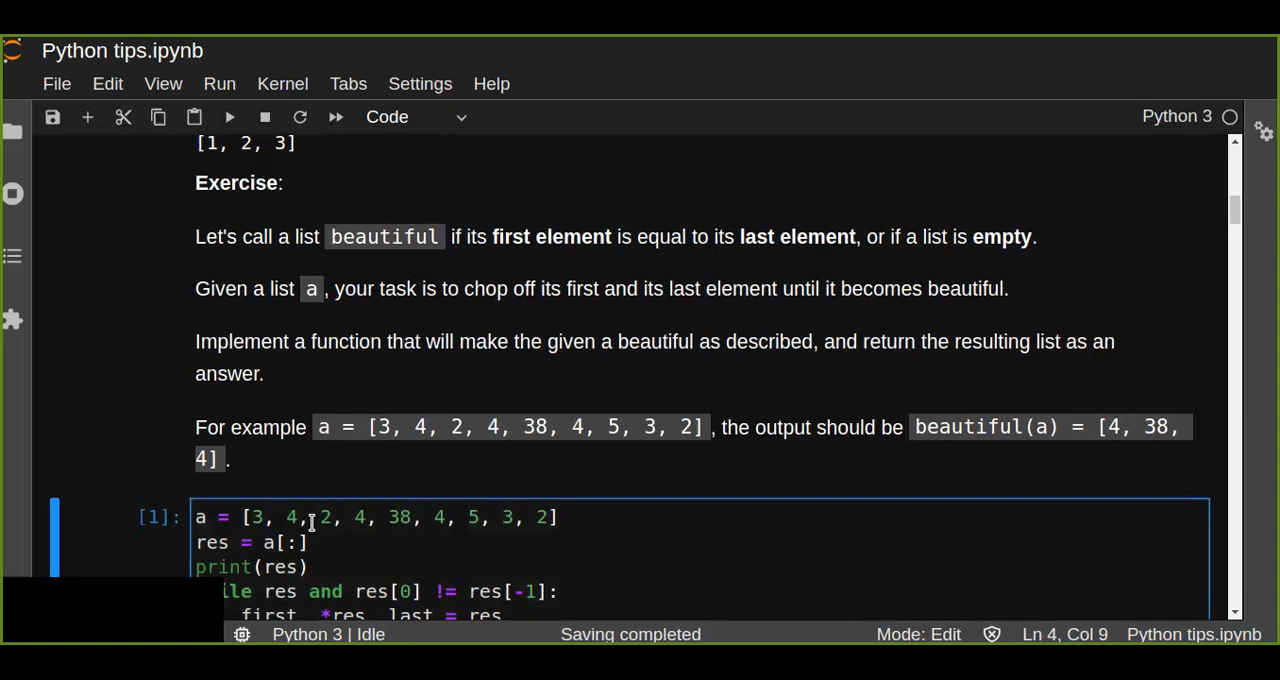 Python tips.ipynb
File Edit View Run Kernel Tabs Settings Help
Code Python 3
[1, 2, 3]
Exercise:
Let's call a list beautiful if its first element is equal to its last element, or if a list is empty.
Given a list a, your task is to chop off its first and its last element until it becomes beautiful.
Implement a function that will make the given a beautiful as described, and return the resulting list as an
answer.
For example a = [3, 4, 2, 4, 38, 4, 5, 3, 2], the output should be beautiful(a) = [4, 38,
4].
[1]: a = [3, 4, 2, 4, 38, 4, 5, 3, 2]
res = a[:]
print(res)
res and res[0] != res[-1]:
first, *res, last = res
Python 3 | Idle Saving completed Mode: Edit Ln 4, Col 9 Python tips.ipynb